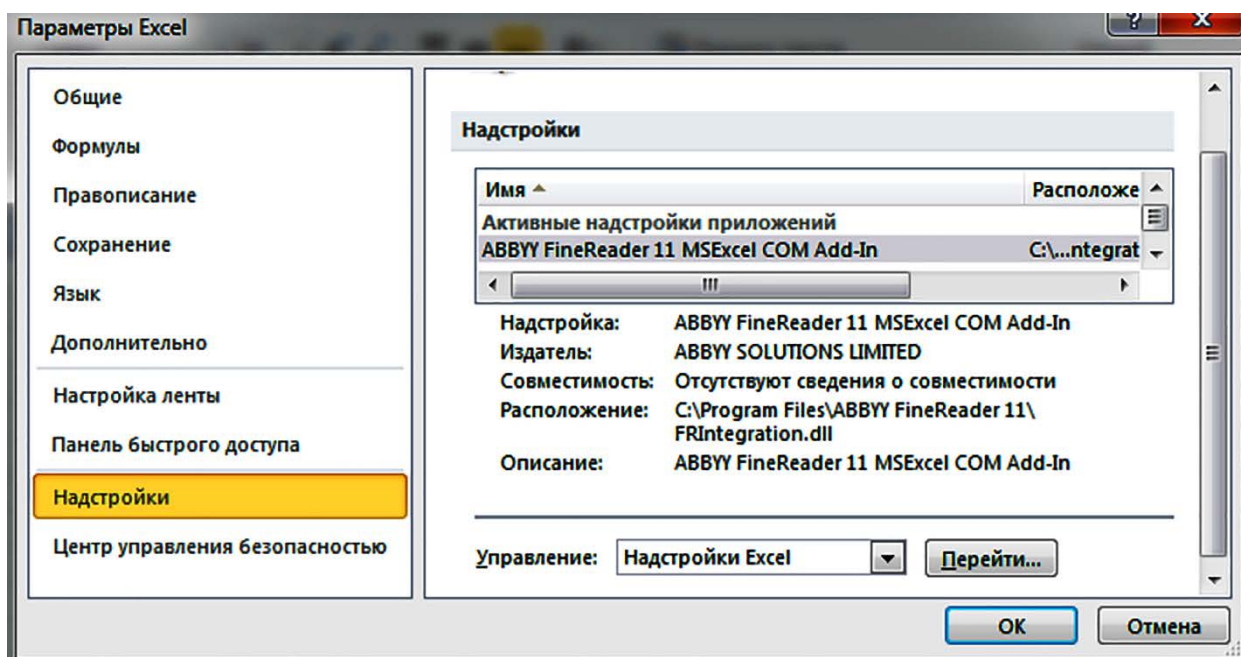 Параметры Excel
?
X
Общие
Формулы
Правописание
Сохранение
Язык
Дополнительно
Настройка ленты
Панель быстрого доступа
Надстройки
Центр управления безопасностью
Надстройки
Имя Расположе
Активные надстройки приложений
ABBYY FineReader 11 MSExcel COM Add-In C:\...ntegrat
Надстройка: ABBYY FineReader 11 MSExcel COM Add-In
Издатель: ABBYY SOLUTIONS LIMITED
Совместимость: Отсутствуют сведения о совместимости
Расположение: C:\Program Files\ABBYY FineReader 11\
FRIntegration.dll
Описание: ABBYY FineReader 11 MSExcel COM Add-In
Управление: Надстройки Excel Перейти...
ОК Отмена